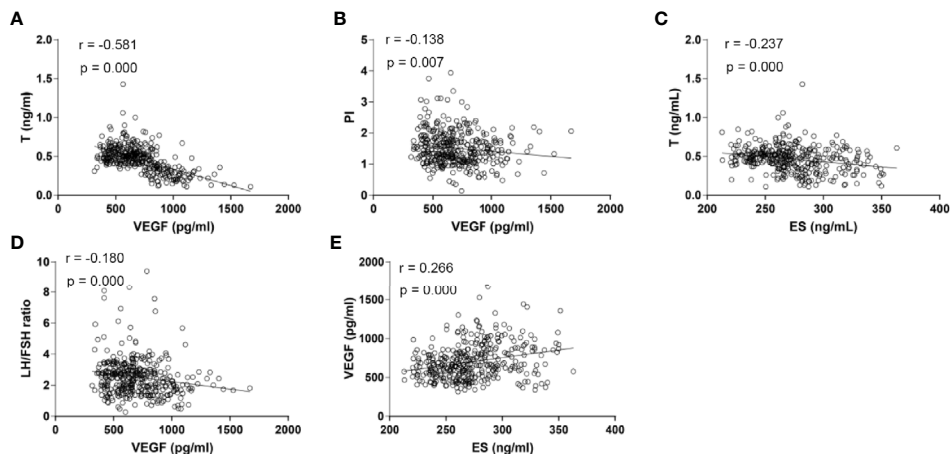 A
r = -0.581
p = 0.000
T (ng/ml)
2.0
1.5
1.0
0.5
0.0
0 500 1000 1500 2000
VEGF (pg/ml)
B
r = -0.138
p = 0.007
PI
5
4
3
2
1
0
0 500 1000 1500 2000
VEGF (pg/ml)
C
r = -0.237
p = 0.000
T (ng/mL)
2.0
1.5
1.0
0.5
0.0
200 250 300 350 400
ES (ng/mL)
D
r = -0.180
p = 0.000
LH/FSH ratio
10
8
6
4
2
0
0 500 1000 1500 2000
VEGF (pg/ml)
E
r = 0.266
p = 0.000
VEGF (pg/ml)
2000
1500
1000
500
0
200 250 300 350 400
ES (ng/ml)